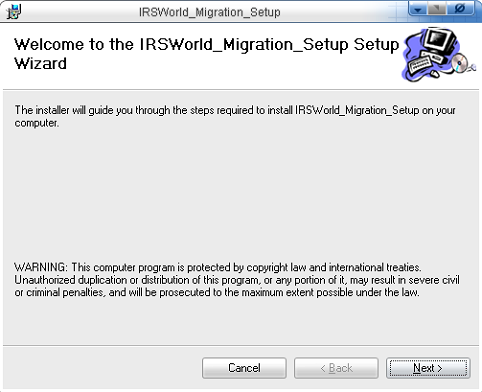 IRSWorld_Migration_Setup
Welcome to the IRSWorld_Migration_Setup Setup
Wizard
The installer will guide you through the steps required to install IRSWorld_Migration_Setup on your
computer.
WARNING: This computer program is protected by copyright law and international treaties.
Unauthorized duplication or distribution of this program, or any portion of it, may result in severe civil
or criminal penalties, and will be prosecuted to the maximum extent possible under the law.
Cancel
< Back
Next >